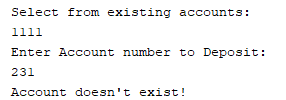 Select from existing accounts:
1111
Enter Account number to Deposit:
231
Account doesn't exist!